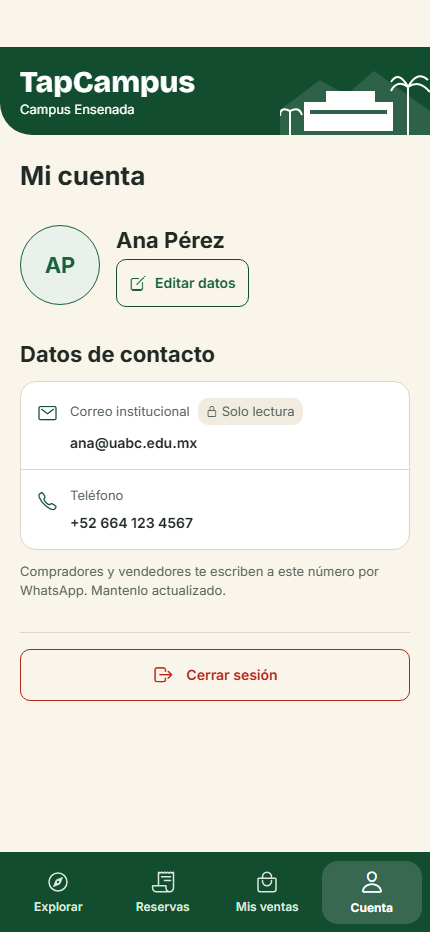 TapCampus
Campus Ensenada
Mi cuenta
AP
Ana Pérez
Editar datos
Datos de contacto
Correo institucional
Solo lectura
ana@uabc.edu.mx
Teléfono
+52 664 123 4567
Compradores y vendedores te escriben a este número por
WhatsApp. Mantenlo actualizado.
Cerrar sesión
Explorar
Reservas
Mis ventas
Cuenta